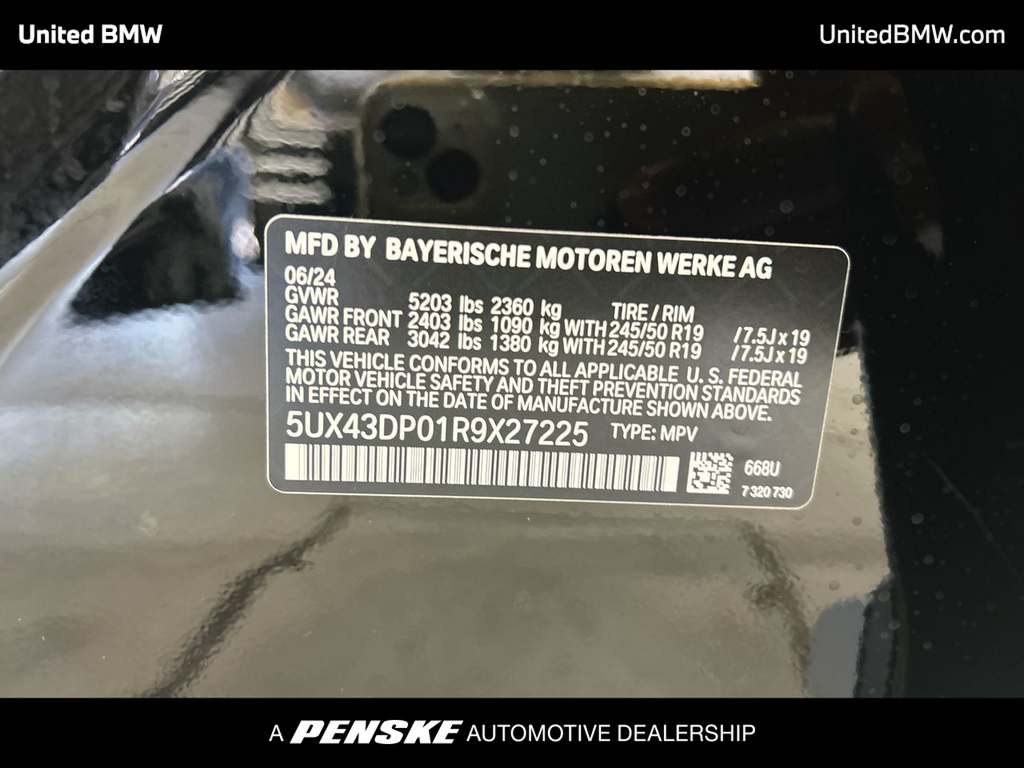 United BMW
UnitedBMW.com
MFD BY BAYERISCHE MOTOREN WERKE AG
06/24
GVWR 5203 lbs 2360 kg TIRE / RIM
GAWR FRONT 2403 lbs 1090 kg WITH 245/50 R19 / 7.5J x 19
GAWR REAR 3042 lbs 1380 kg WITH 245/50 R19 / 7.5J x 19
THIS VEHICLE CONFORMS TO ALL APPLICABLE U. S. FEDERAL
MOTOR VEHICLE SAFETY AND THEFT PREVENTION STANDARDS
IN EFFECT ON THE DATE OF MANUFACTURE SHOWN ABOVE.
5UX43DP01R9X27225 TYPE: MPV
668U
7 320 730
A PENSKE AUTOMOTIVE DEALERSHIP